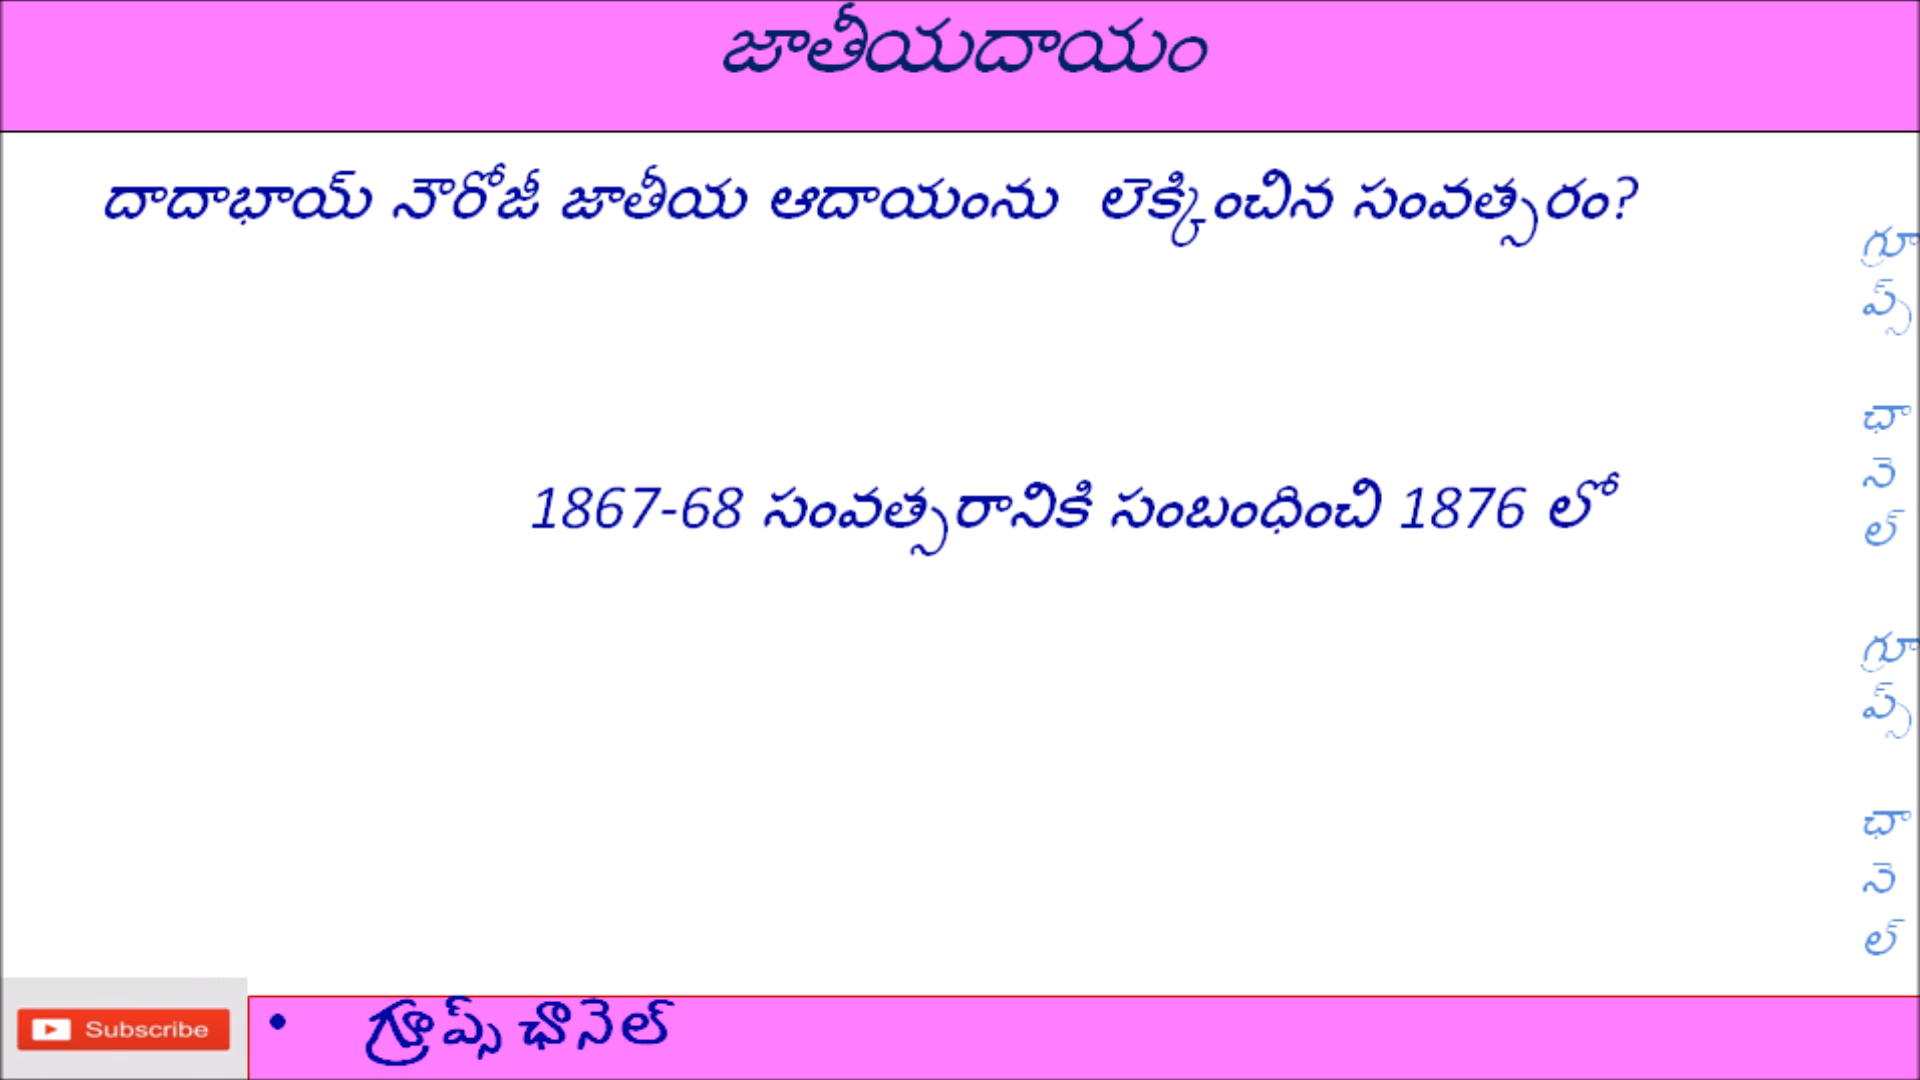 జాతీయదాయం
దాదాభాయ్ నౌరోజీ జాతీయ ఆదాయంను లెక్కించిన సంవత్సరం?
1867-68 సంవత్సరానికి సంబంధించి 1876 లో
గ్రూ
ప్స్
ఛా
నె
ల్
గ్రూ
ప్స్
ఛా
నె
ల్
Subscribe
• గ్రూప్స్ ఛానెల్